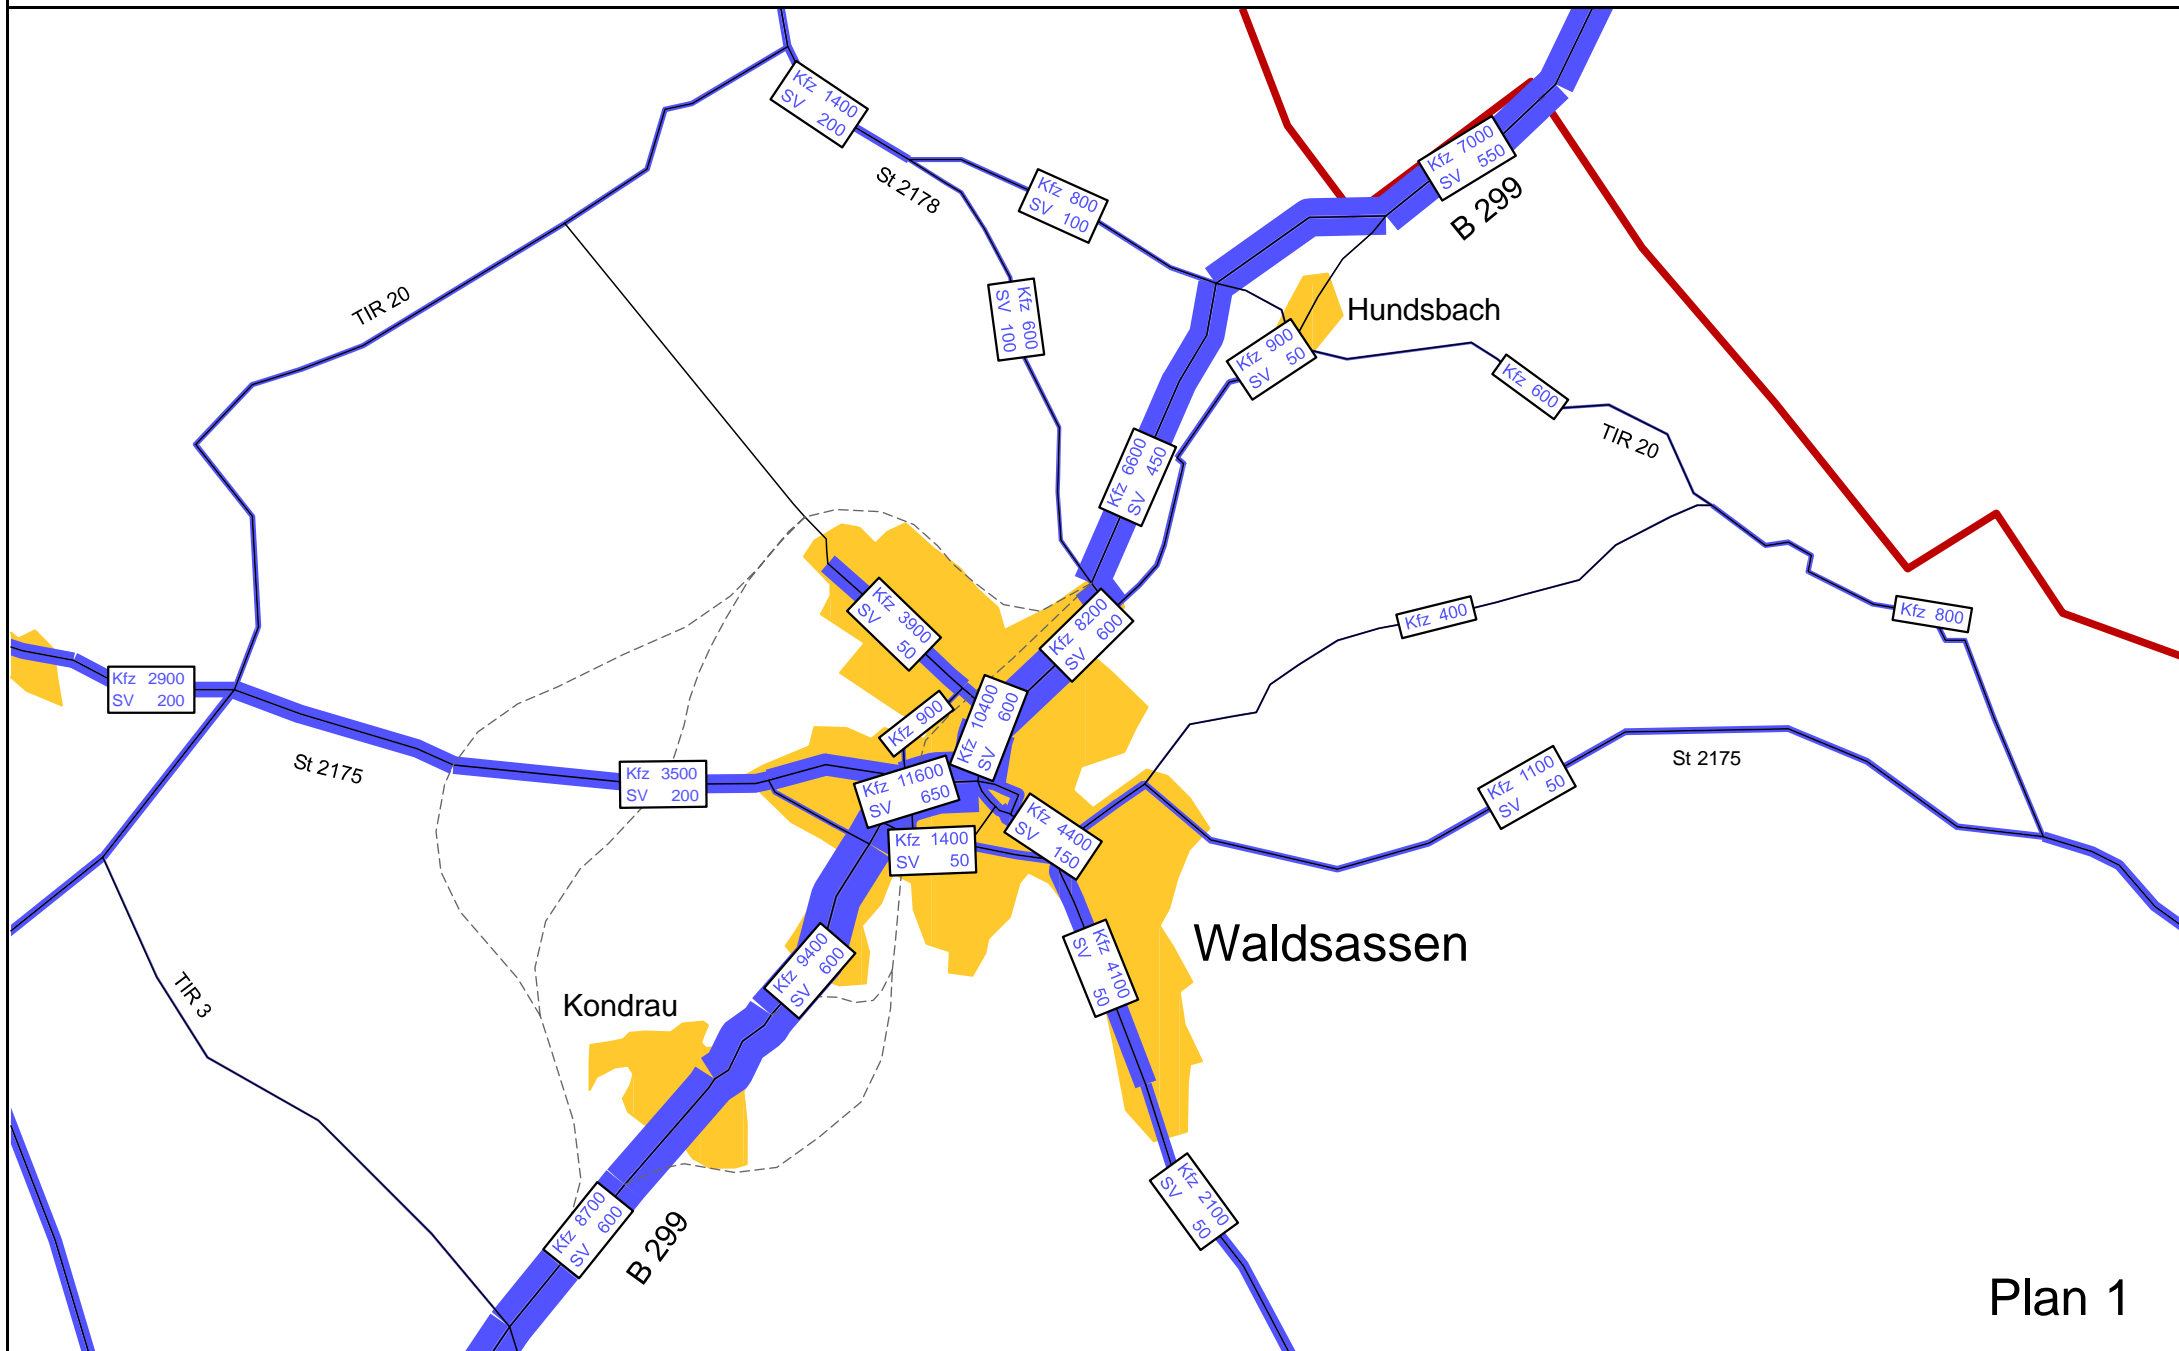 Kfz 1400
SV 200
St 2178
Kfz 800
SV 100
Kfz 7000
SV 550
B 299
TIR 20
Kfz 600
SV 100
Hundsbach
Kfz 900
SV 50
Kfz 600
TIR 20
Kfz 6600
SV 450
Kfz 3900
SV 50
Kfz 8200
SV 600
Kfz 400
Kfz 800
Kfz 2900
SV 200
St 2175
Kfz 3500
SV 200
Kfz 900
Kfz 10400
SV 600
Kfz 11600
SV 650
Kfz 1400
SV 50
Kfz 4400
SV 150
Kfz 1100
SV 50
St 2175
Waldsassen
Kfz 9400
SV 600
Kfz 4100
SV 50
TIR 3
Kondrau
Kfz 8700
SV 600
B 299
Kfz 2100
SV 50
Plan 1